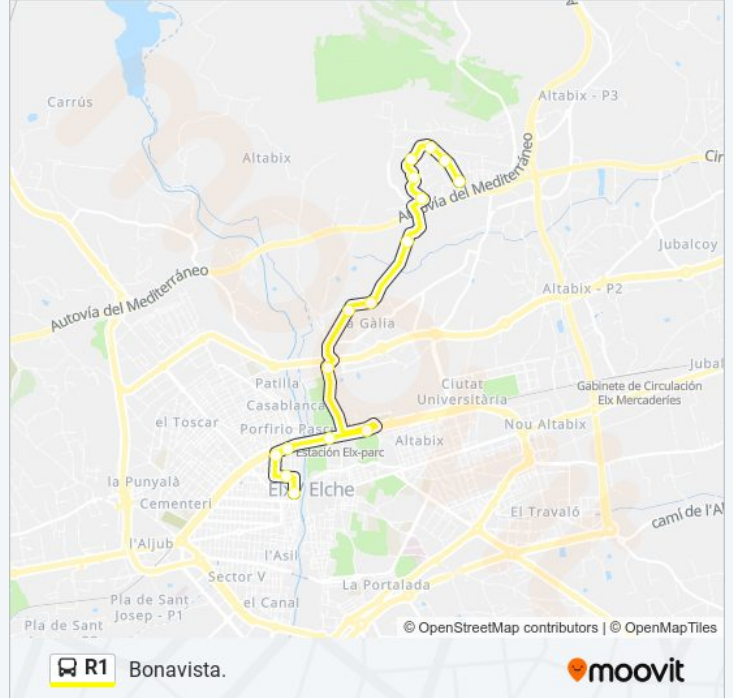 Carrús
Altabix - P3
Altabix
Cir
Autovía del Mediterráneo
Jubalcoy
Autovía del Mediterráneo
Altabix - P2
a Gàlia
Jubal
Patilla
Ciutat
Universitària
Gabinete de Circulación
Elx Mercaderíes
Casablanca
el Toscar
Porfirio Pasc
Nou Altabix
Altabix
Estación Elx-parc
la Punyalà
Elx / Elche
Cementeri
El Travaló
camí de l'Al
l'Aljub
l'Asil
Sector V
La Portalada
Pla de Sant
Josep - P1
el Canal
Pla de Sant
© OpenStreetMap contributors | © OpenMapTiles
R1 Bonavista.
moovit